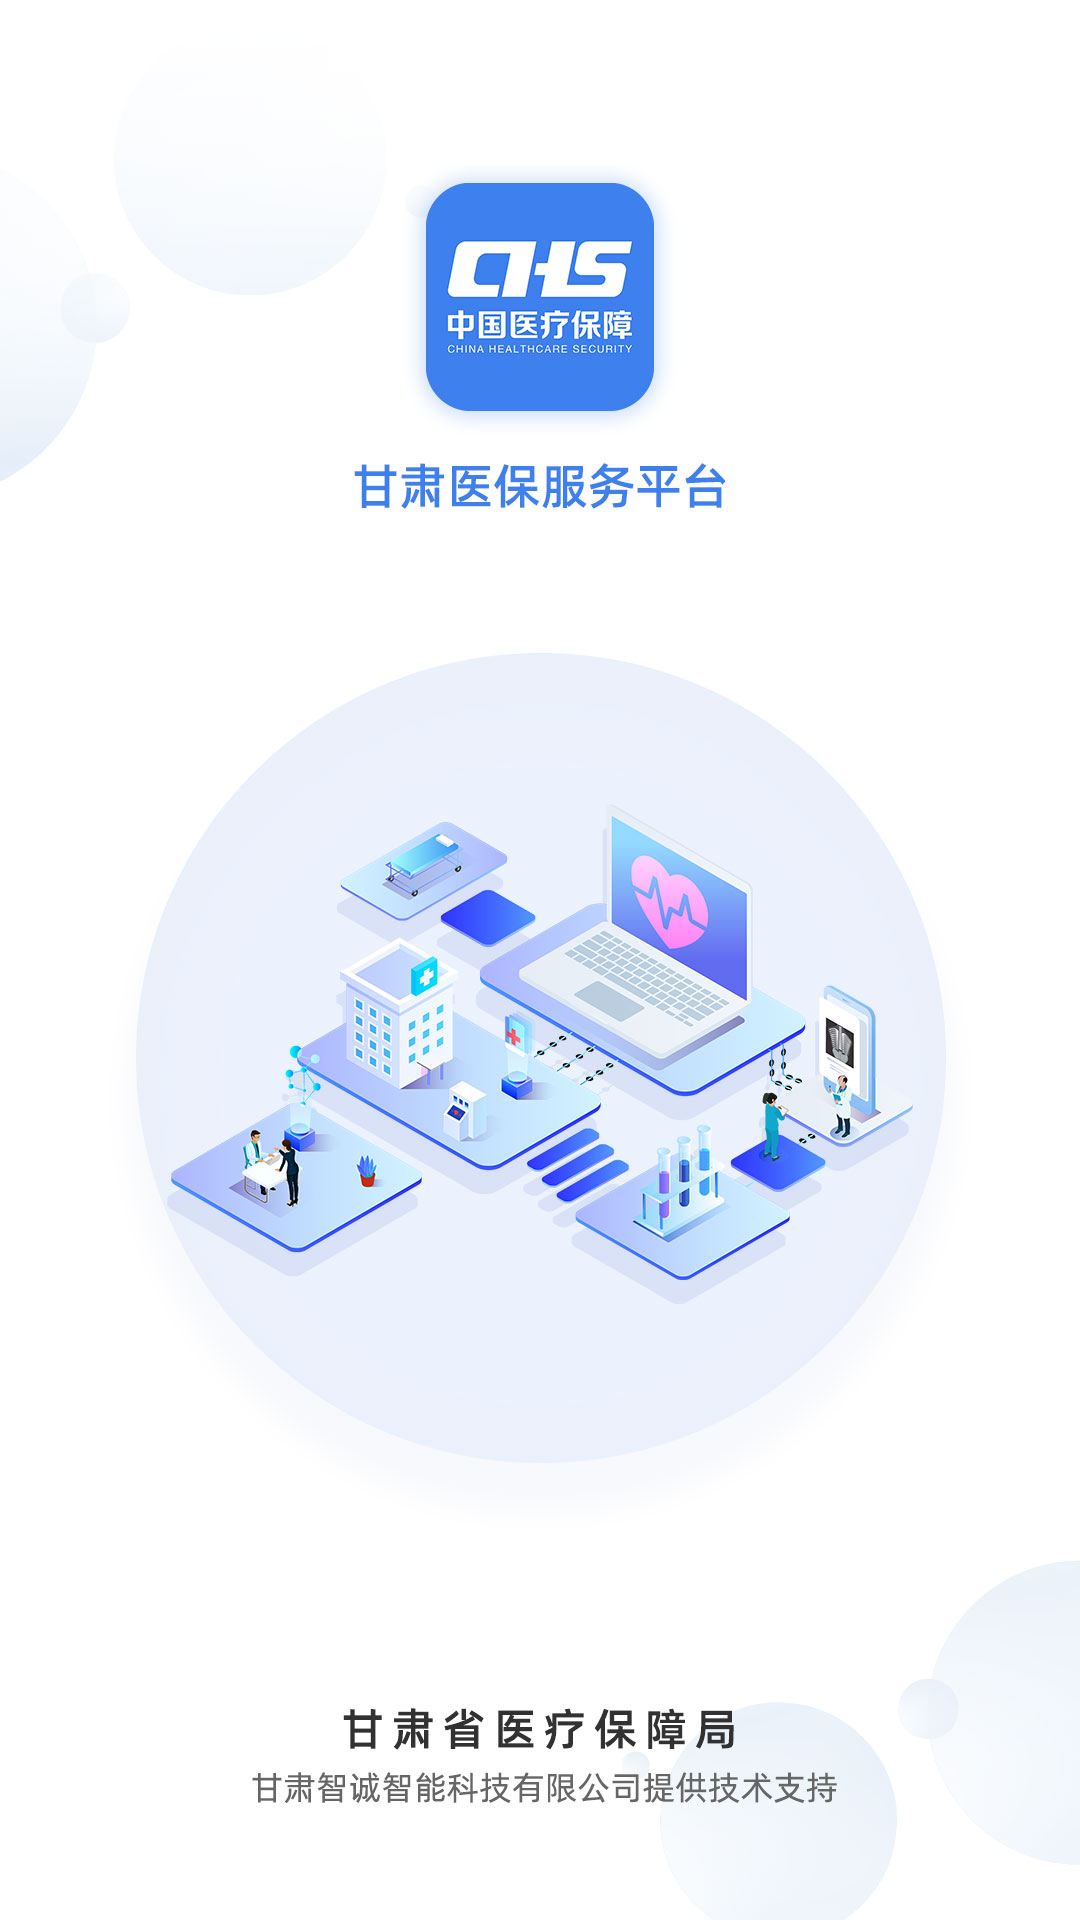 CHS
中国医疗保障
CHINA HEALTHCARE SECURITY
甘肃医保服务平台
甘肃省医疗保障局
甘肃智诚智能科技有限公司提供技术支持